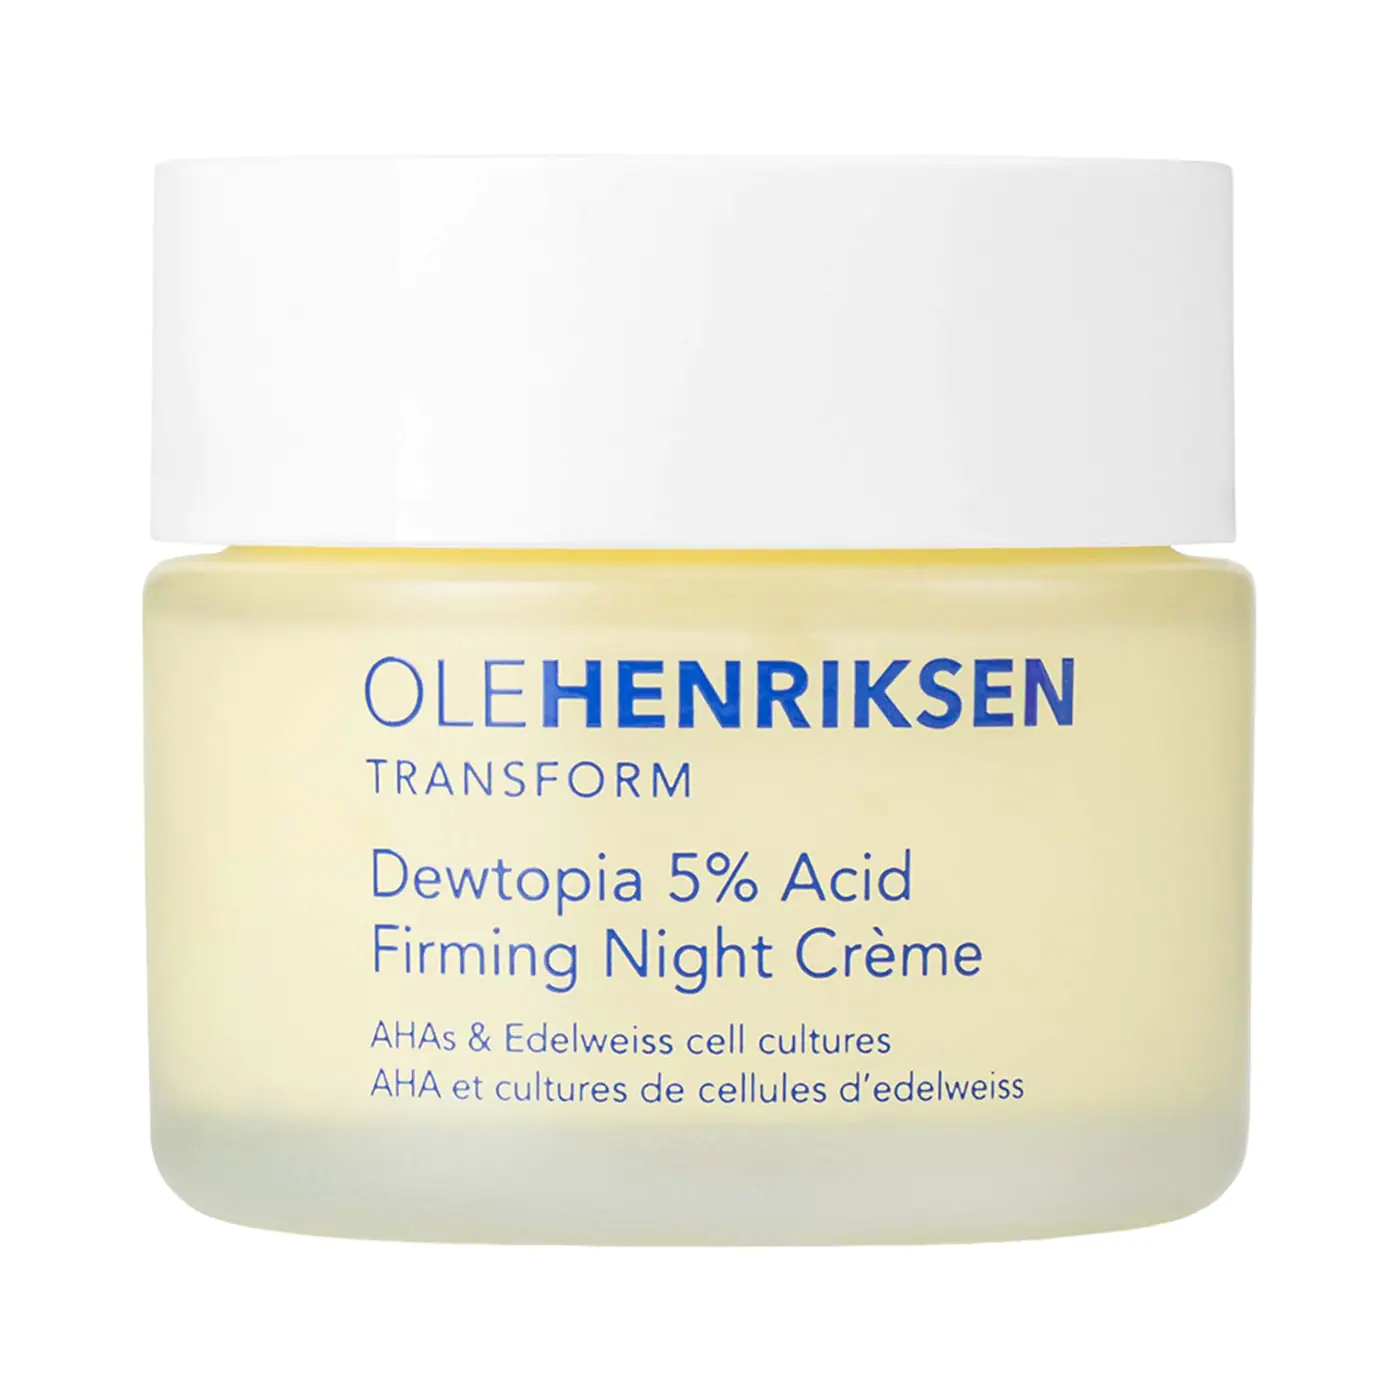 OLEHENRIKSEN
TRANSFORM
Dewtopia 5% Acid
Firming Night Crème
AHAs & Edelweiss cell cultures
AHA et cultures de cellules d'edelweiss